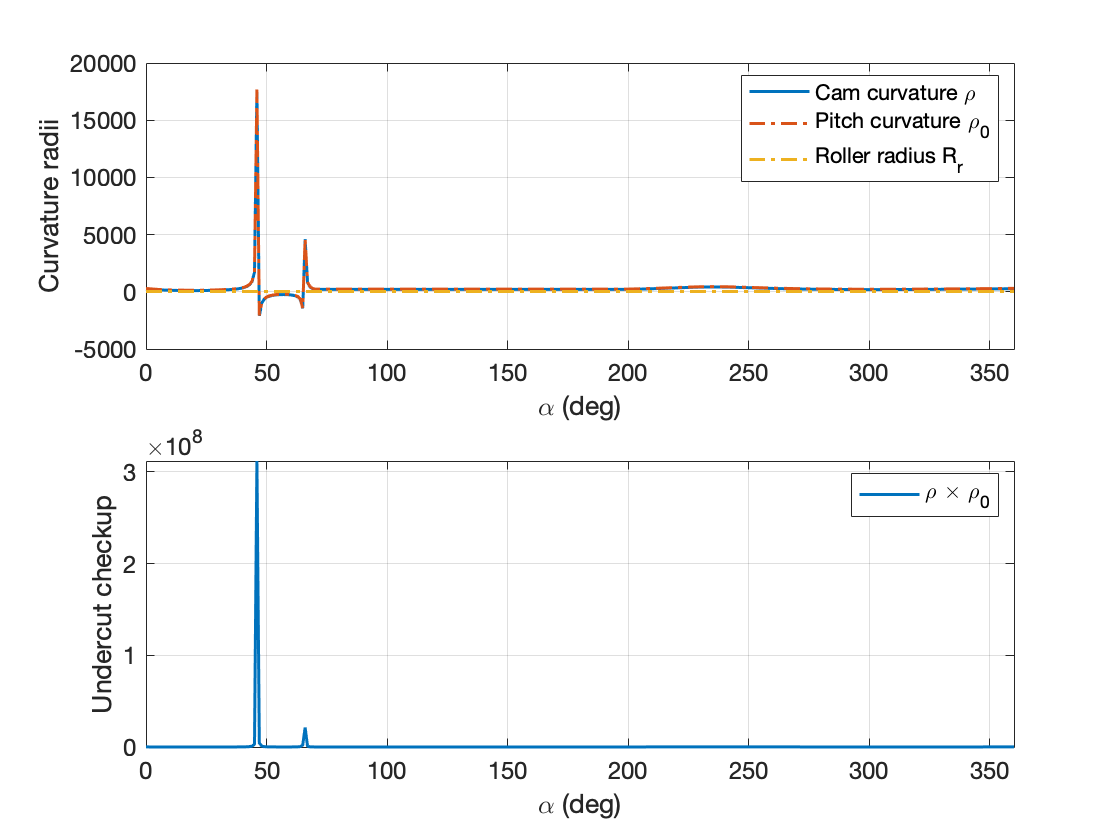 20000
15000
10000
5000
0
-5000
Curvature radii
Cam curvature ρ
Pitch curvature ρ₀
Roller radius Rᵣ
0 50 100 150 200 250 300 350
α (deg)
×10⁸
3
2
1
0
Undercut checkup
ρ × ρ₀
0 50 100 150 200 250 300 350
α (deg)